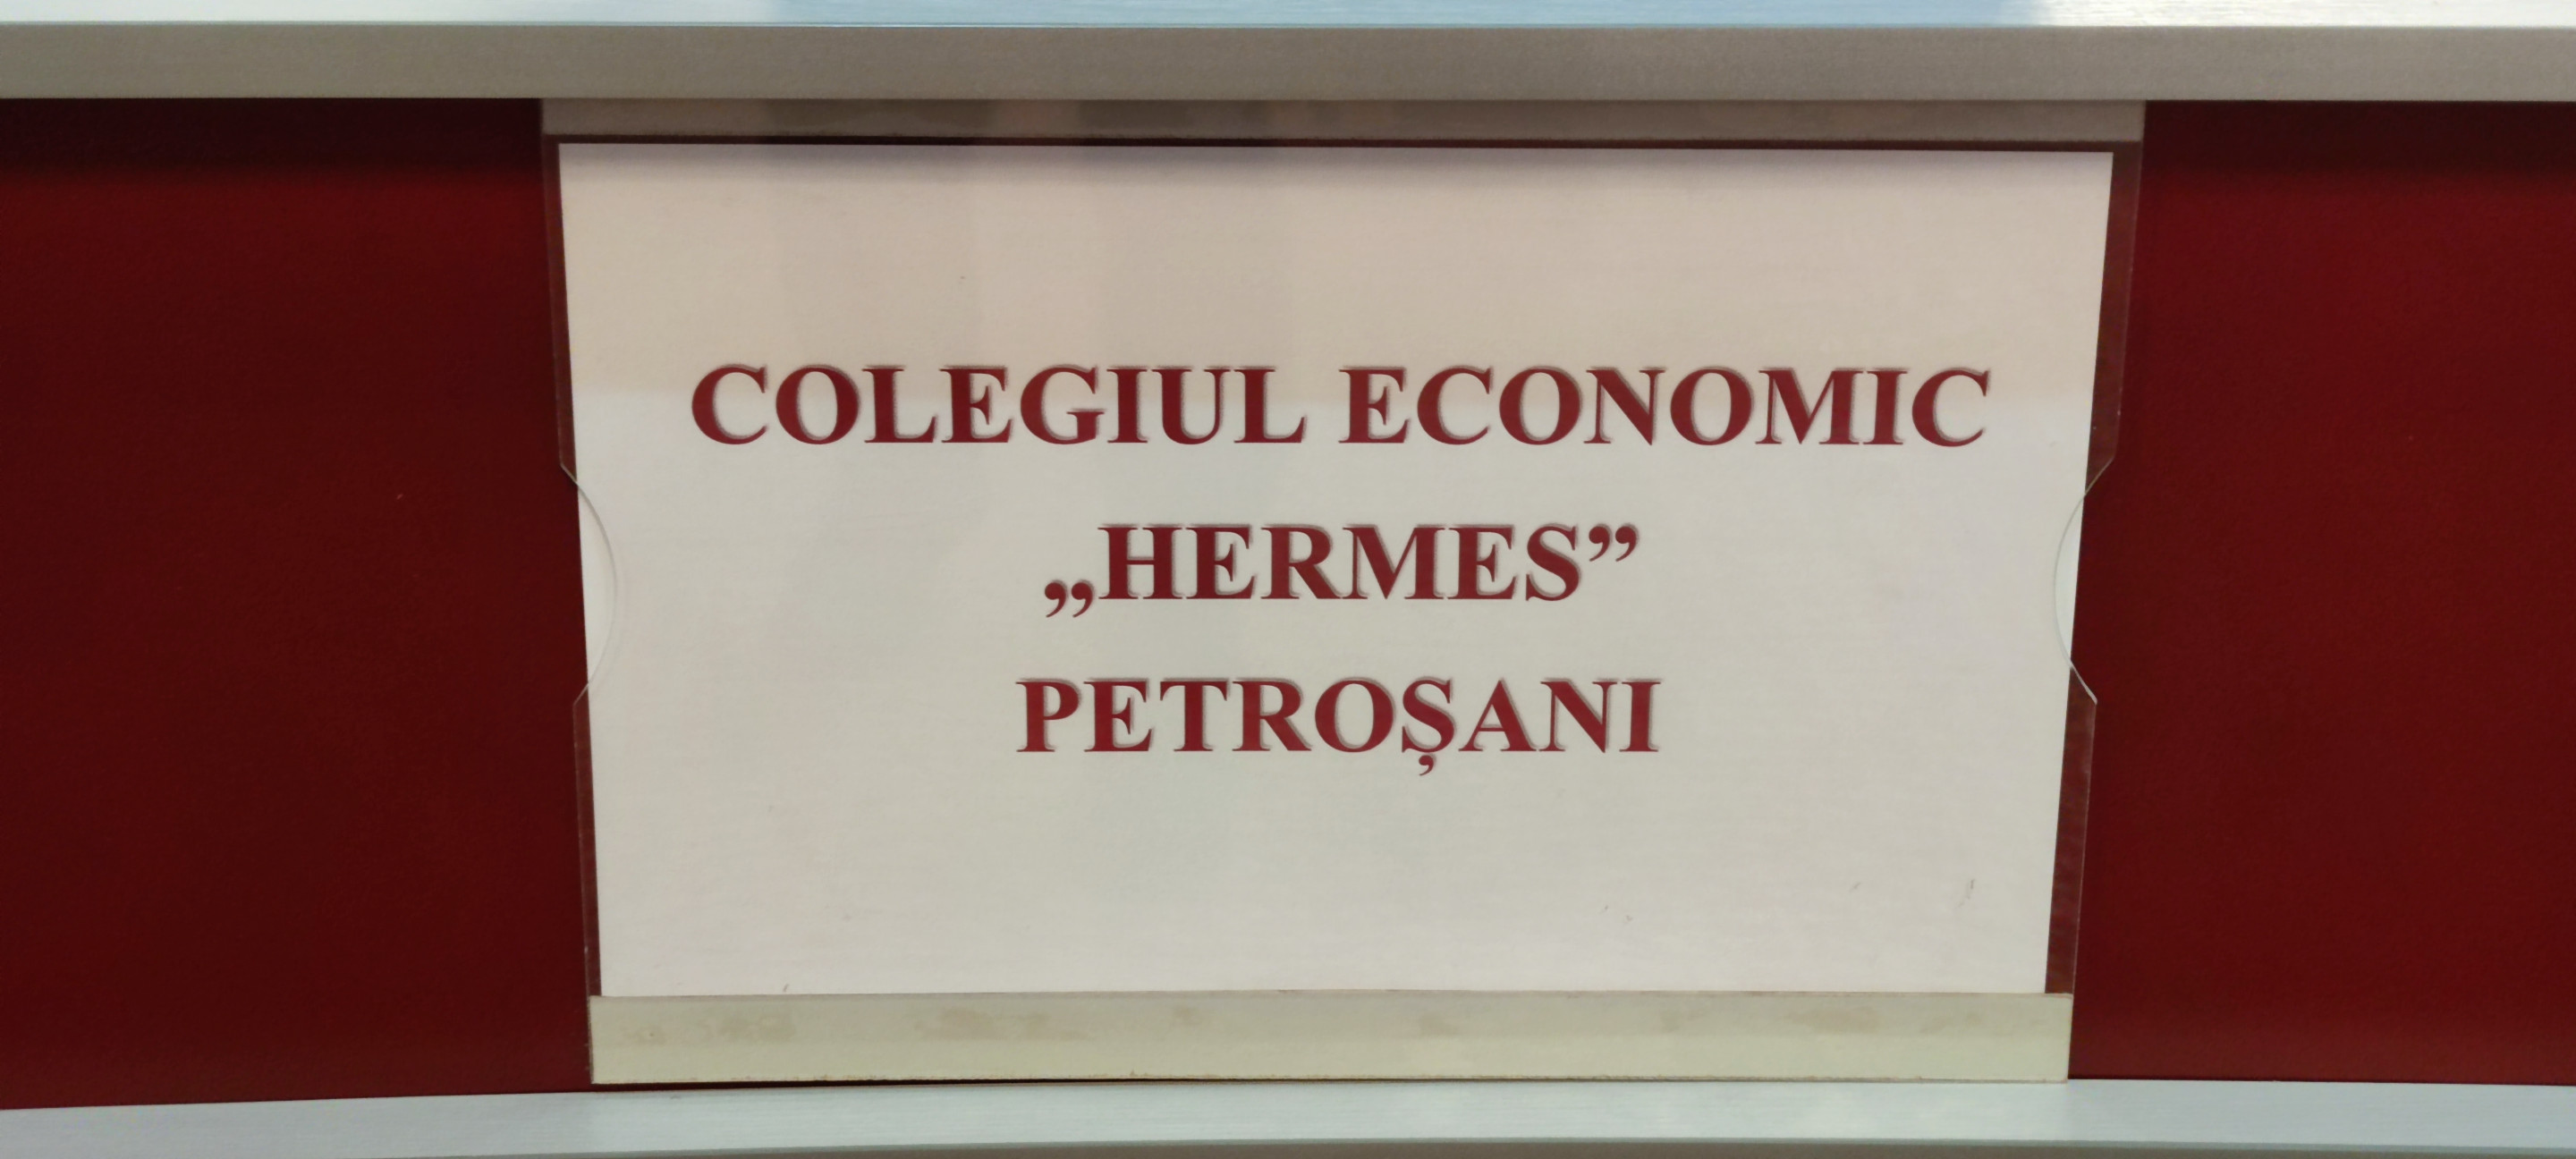 COLEGIUL ECONOMIC
„HERMES”
PETROȘANI